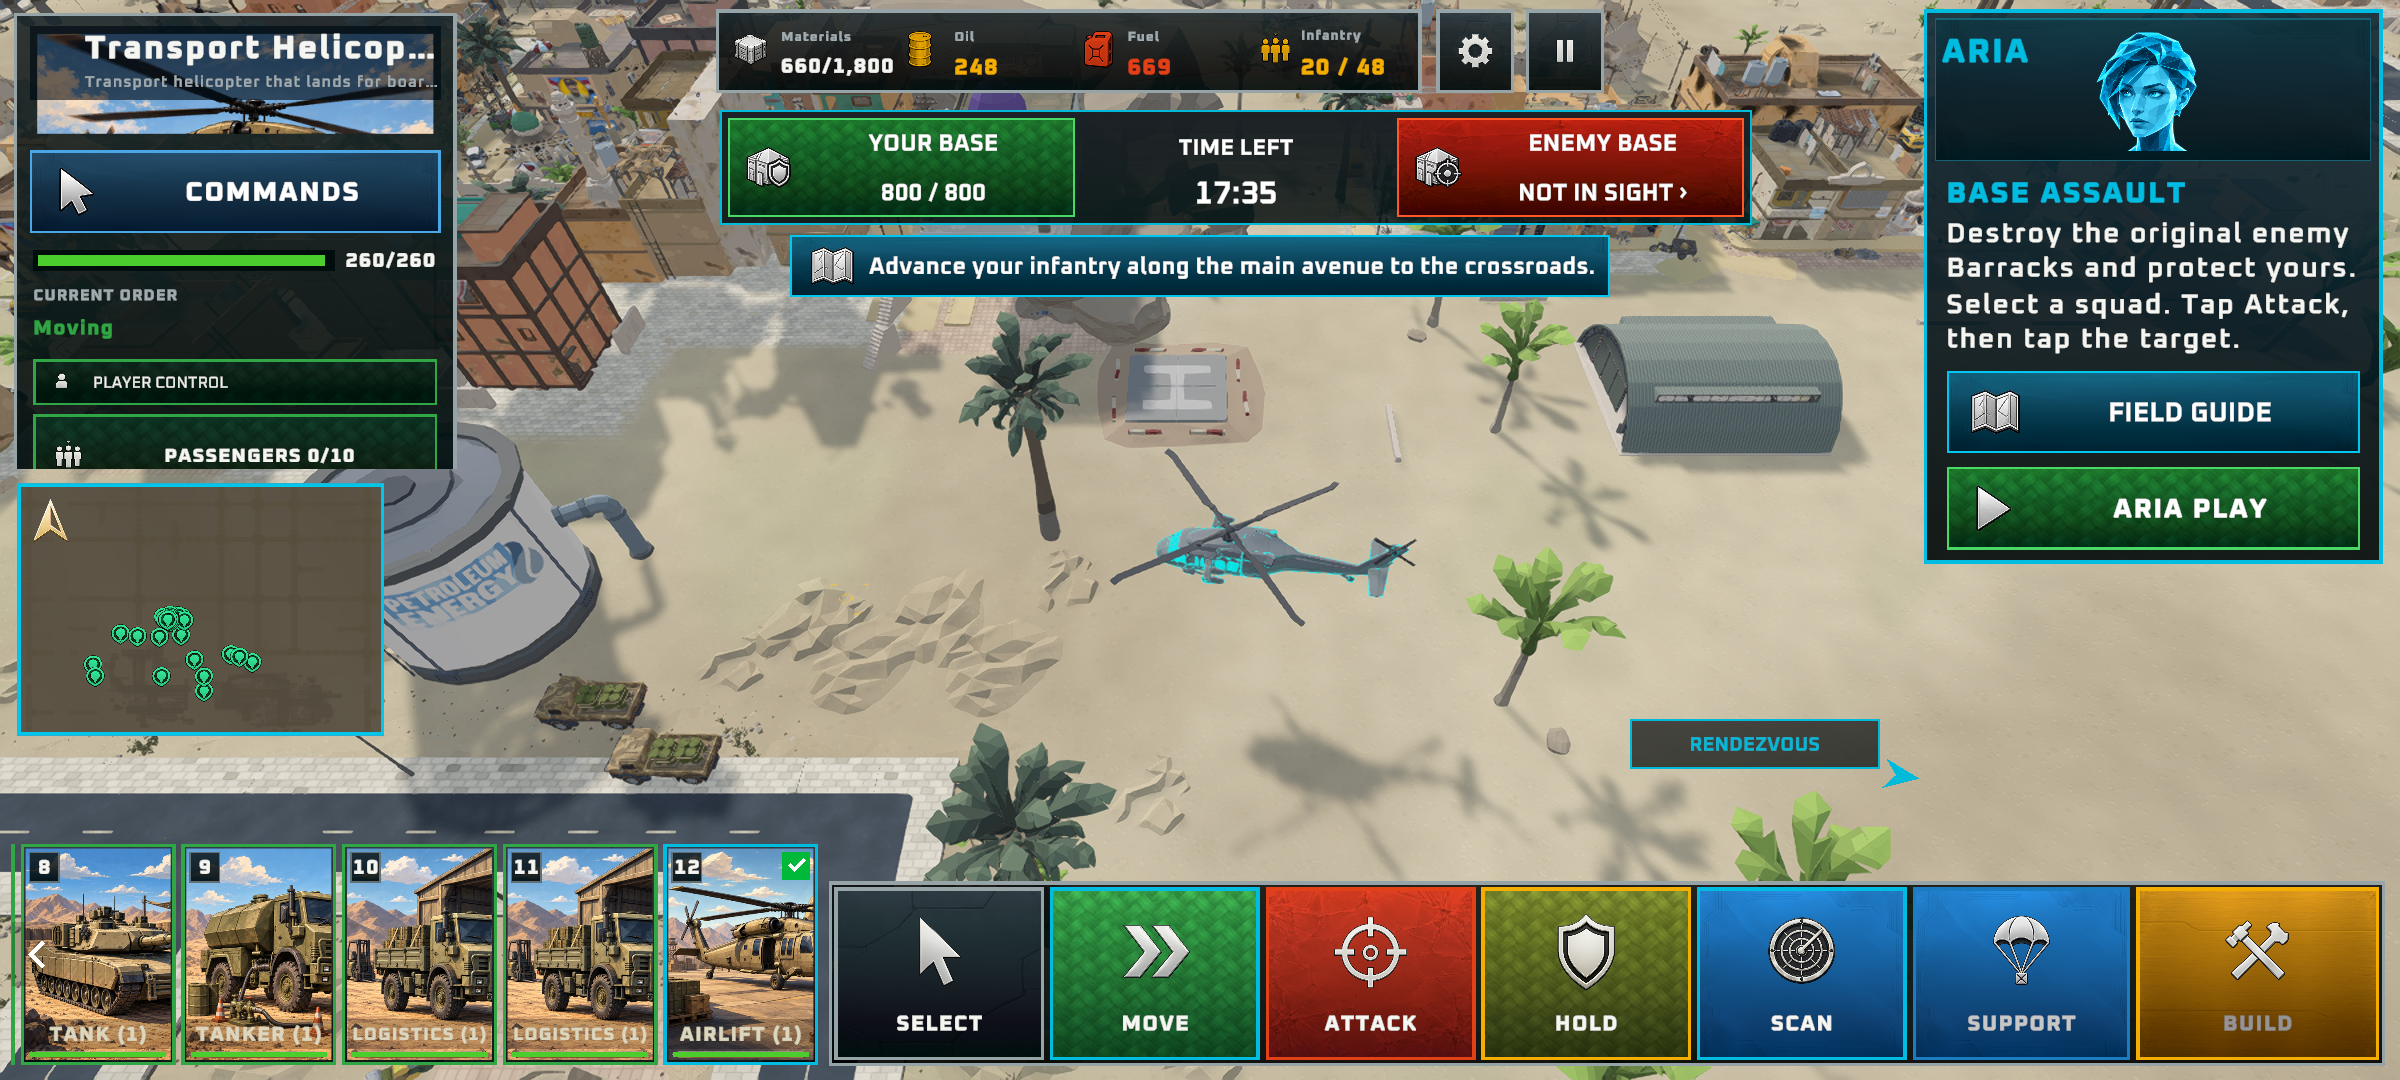 Transport Helicop...
Transport helicopter that lands for boar...
COMMANDS
260/260
CURRENT ORDER
Moving
PLAYER CONTROL
PASSENGERS 0/10
Materials
660/1,800
Oil
248
Fuel
669
Infantry
20 / 48
YOUR BASE
800 / 800
TIME LEFT
17:35
ENEMY BASE
NOT IN SIGHT ›
Advance your infantry along the main avenue to the crossroads.
ARIA
BASE ASSAULT
Destroy the original enemy
Barracks and protect yours.
Select a squad. Tap Attack,
then tap the target.
FIELD GUIDE
ARIA PLAY
PETROLEUM
ENERGY
RENDEZVOUS
8
TANK (1)
9
TANKER (1)
10
LOGISTICS (1)
11
LOGISTICS (1)
12
AIRLIFT (1)
SELECT
MOVE
ATTACK
HOLD
SCAN
SUPPORT
BUILD